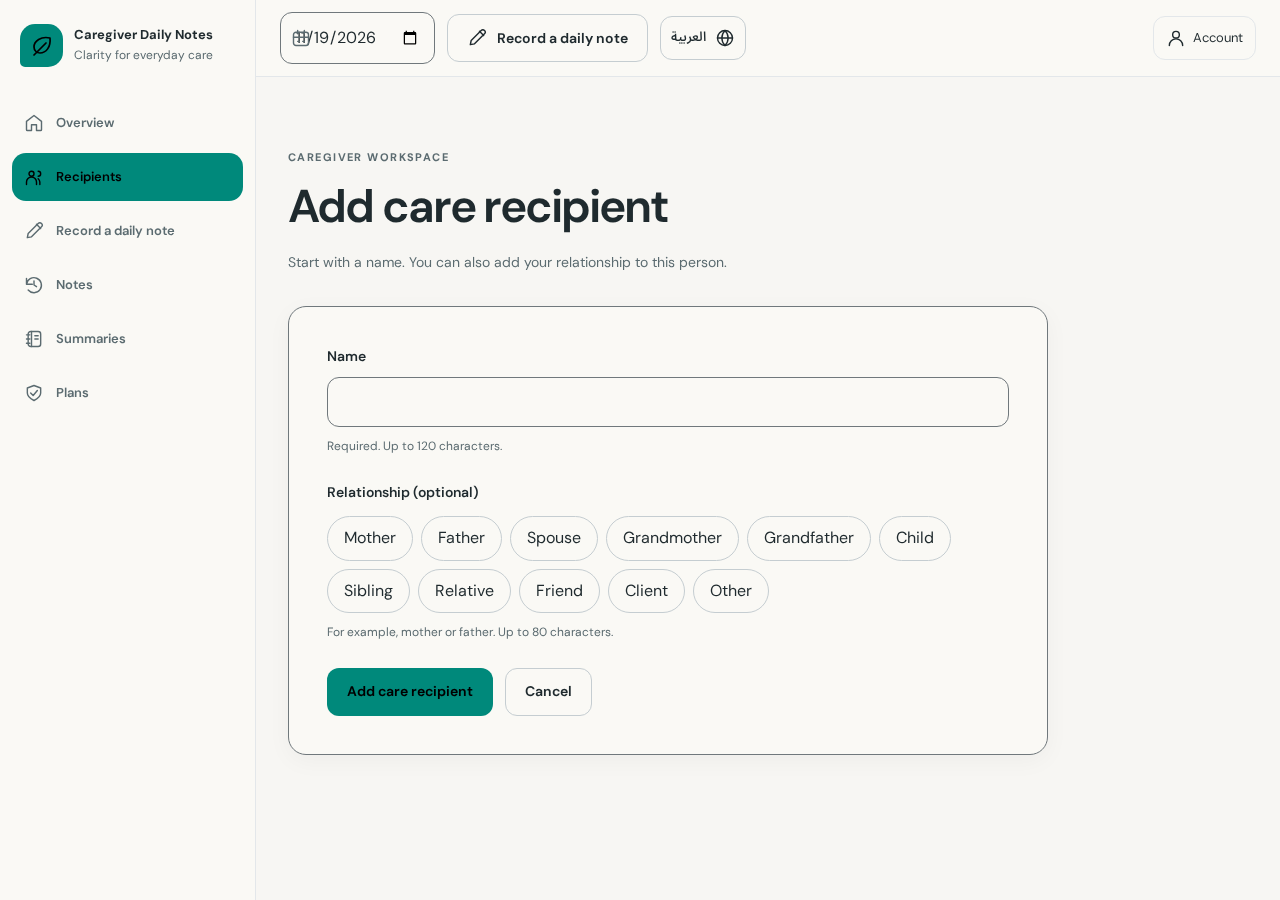 Caregiver Daily Notes
Clarity for everyday care
Overview
Recipients
Record a daily note
Notes
Summaries
Plans
/19/2026
Record a daily note
العربية
Account
CAREGIVER WORKSPACE
Add care recipient
Start with a name. You can also add your relationship to this person.
Name
Required. Up to 120 characters.
Relationship (optional)
Mother
Father
Spouse
Grandmother
Grandfather
Child
Sibling
Relative
Friend
Client
Other
For example, mother or father. Up to 80 characters.
Add care recipient
Cancel